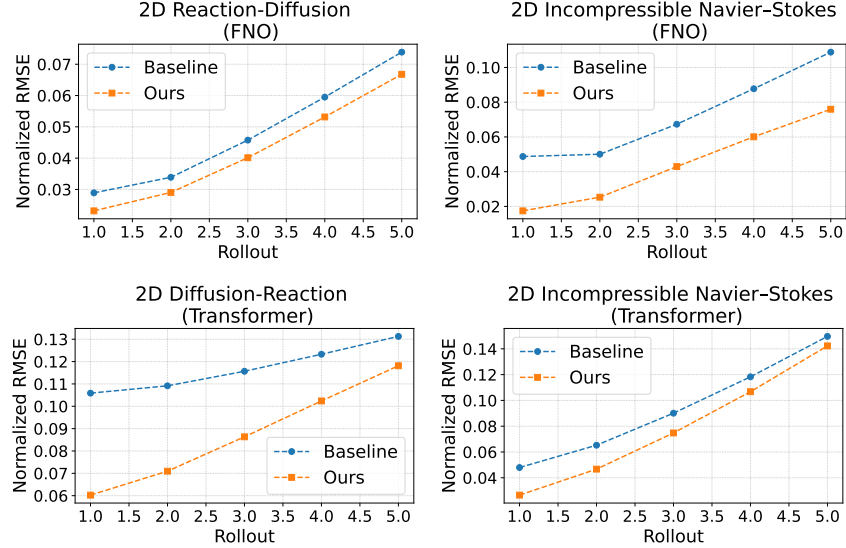 2D Reaction-Diffusion
(FNO)
Normalized RMSE
0.07
0.06
0.05
0.04
0.03
Baseline
Ours
1.0 1.5 2.0 2.5 3.0 3.5 4.0 4.5 5.0
Rollout
2D Incompressible Navier–Stokes
(FNO)
Normalized RMSE
0.10
0.08
0.06
0.04
0.02
Baseline
Ours
1.0 1.5 2.0 2.5 3.0 3.5 4.0 4.5 5.0
Rollout
2D Diffusion-Reaction
(Transformer)
Normalized RMSE
0.13
0.12
0.11
0.10
0.09
0.08
0.07
0.06
Baseline
Ours
1.0 1.5 2.0 2.5 3.0 3.5 4.0 4.5 5.0
Rollout
2D Incompressible Navier–Stokes
(Transformer)
Normalized RMSE
0.14
0.12
0.10
0.08
0.06
0.04
Baseline
Ours
1.0 1.5 2.0 2.5 3.0 3.5 4.0 4.5 5.0
Rollout